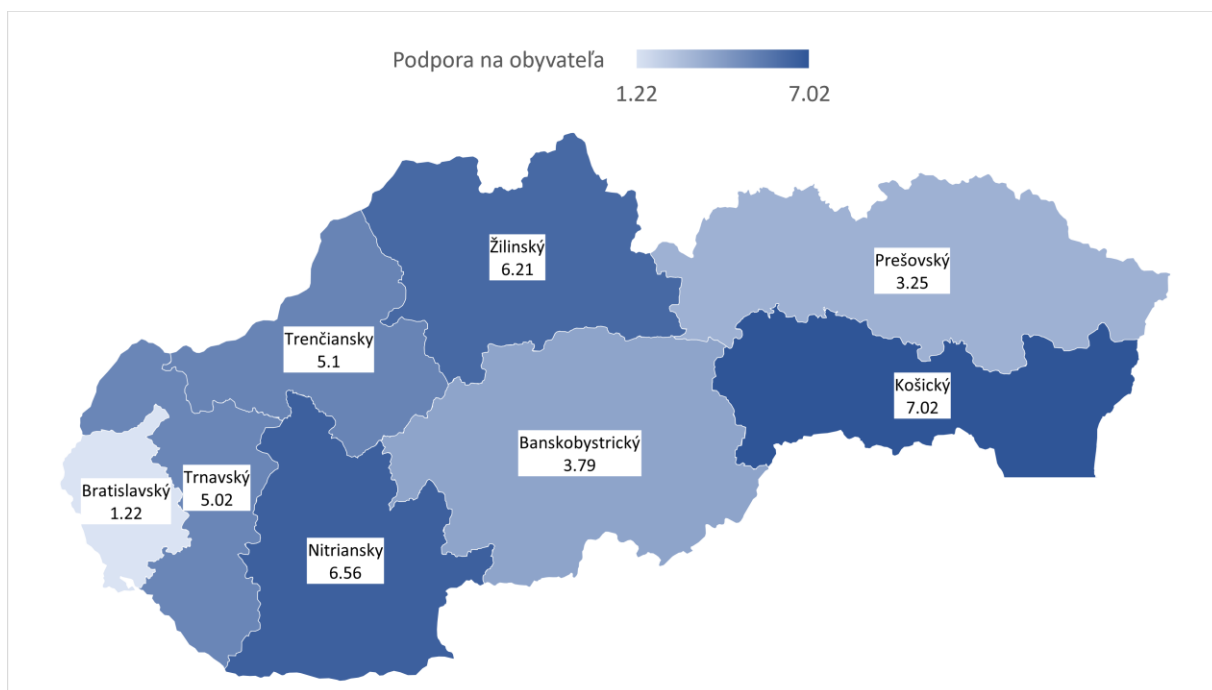 Podpora na obyvateľa
1.22 7.02
Žilinský
6.21
Prešovský
3.25
Trenčiansky
5.1
Košický
7.02
Banskobystrický
3.79
Trnavský
5.02
Bratislavský
1.22
Nitriansky
6.56